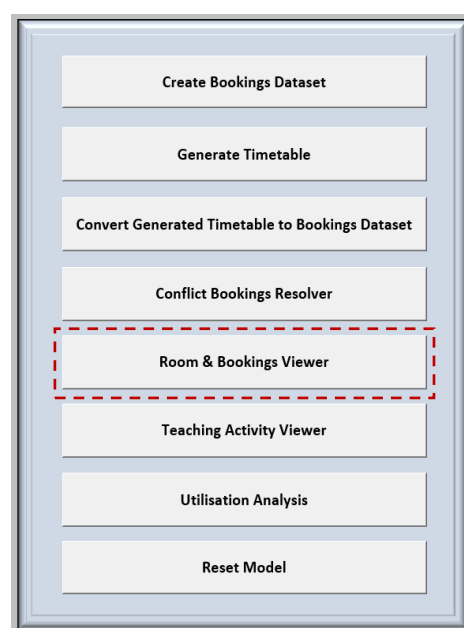 Create Bookings Dataset
Generate Timetable
Convert Generated Timetable to Bookings Dataset
Conflict Bookings Resolver
Room & Bookings Viewer
Teaching Activity Viewer
Utilisation Analysis
Reset Model